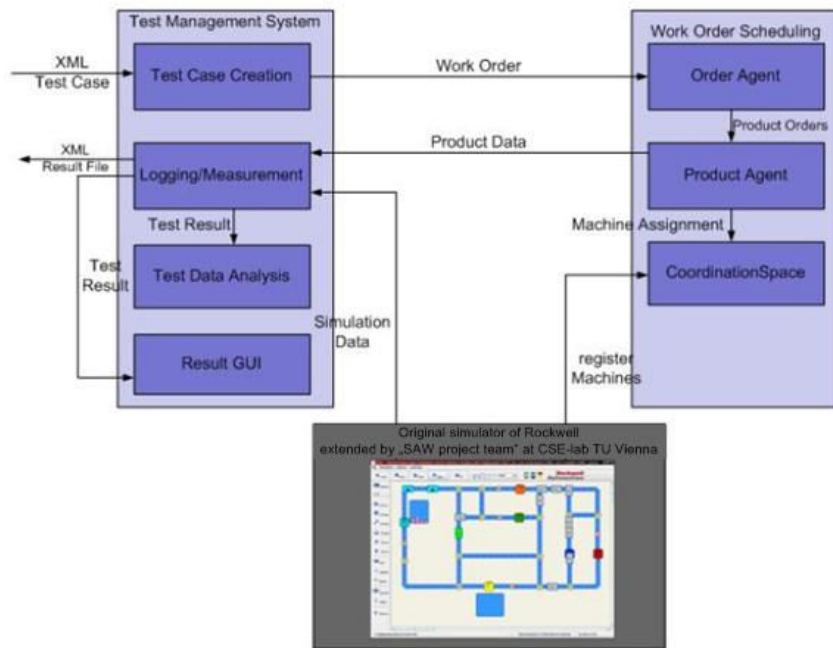 Test Management System
Work Order Scheduling
XML
Test Case
Test Case Creation
Work Order
Order Agent
Product Orders
XML
Result File
Logging/Measurement
Product Data
Product Agent
Test Result
Machine Assignment
Test
Result
Test Data Analysis
CoordinationSpace
Simulation
Data
Result GUI
register
Machines
Original simulator of Rockwell
extended by „SAW project team" at CSE-lab TU Vienna
Rockwell